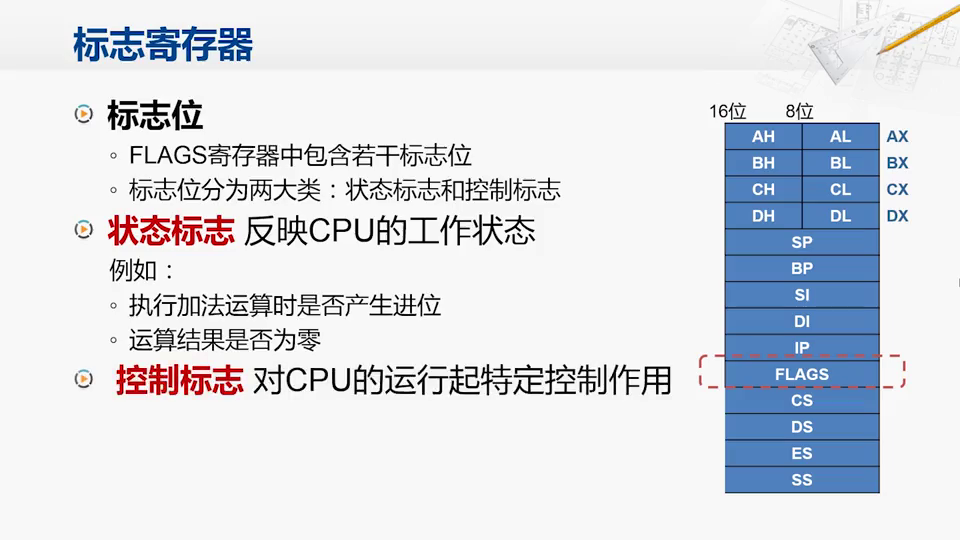 标志寄存器
标志位
FLAGS寄存器中包含若干标志位
标志位分为两大类：状态标志和控制标志
状态标志 反映CPU的工作状态
例如：
执行加法运算时是否产生进位
运算结果是否为零
控制标志 对CPU的运行起特定控制作用
16位 8位
AH AL AX
BH BL BX
CH CL CX
DH DL DX
SP
BP
SI
DI
IP
FLAGS
CS
DS
ES
SS